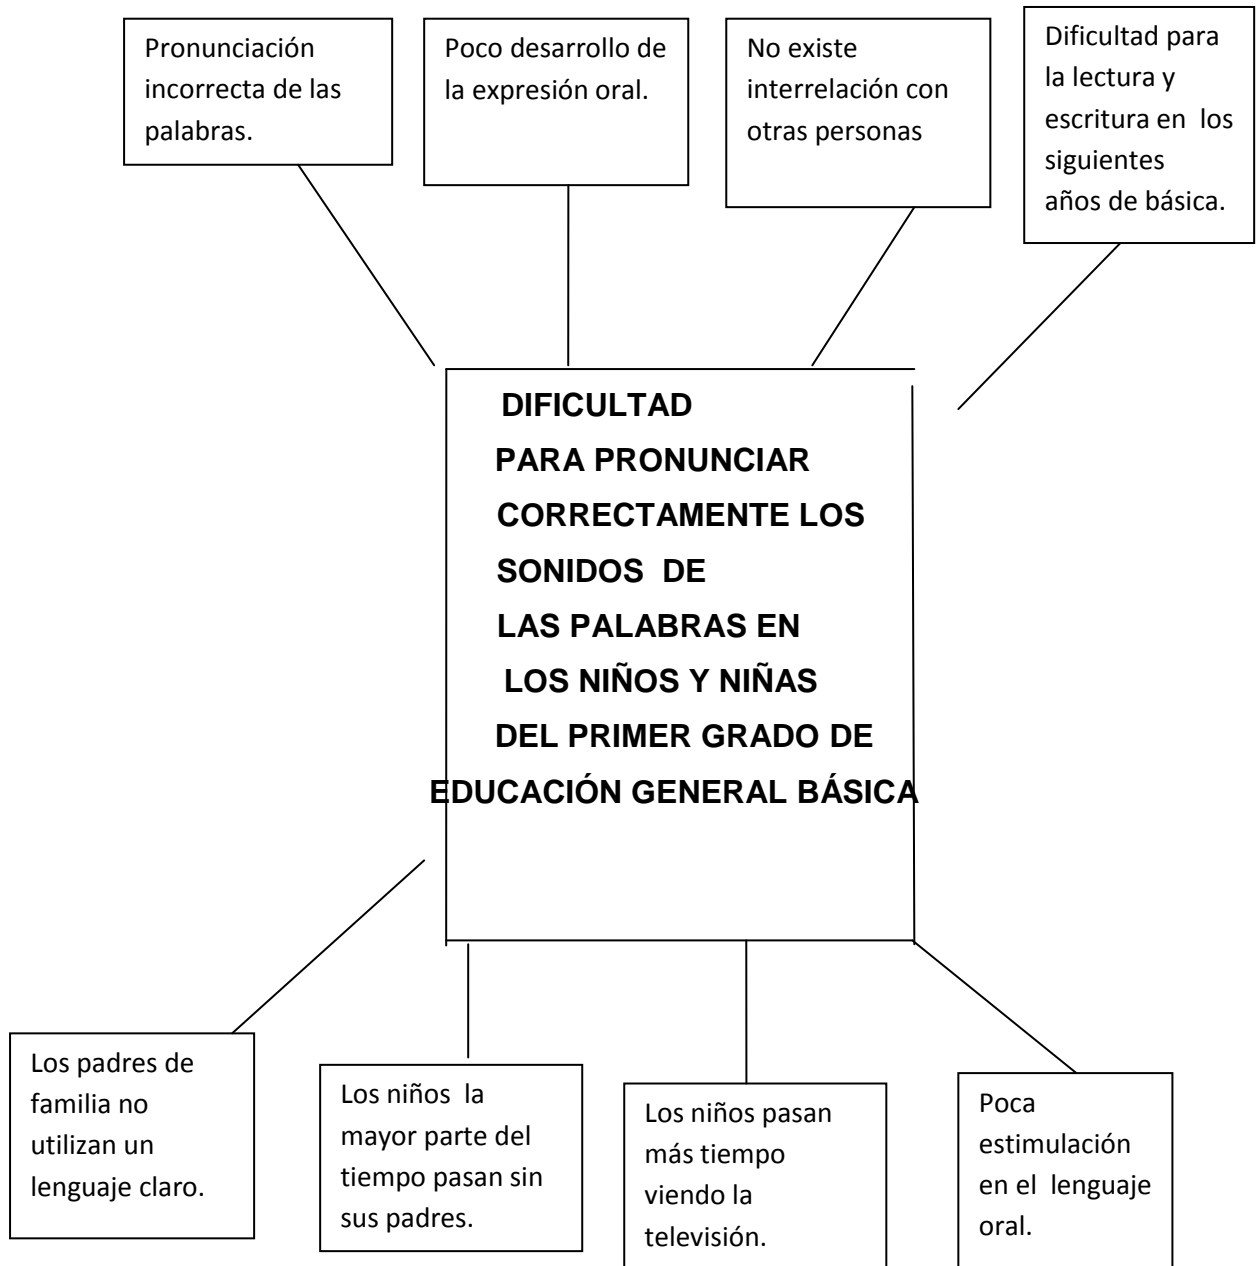 Pronunciación
incorrecta de las
palabras.
Poco desarrollo de
la expresión oral.
No existe
interrelación con
otras personas
Dificultad para
la lectura y
escritura en  los
siguientes
años de básica.
DIFICULTAD
PARA PRONUNCIAR
CORRECTAMENTE LOS
SONIDOS  DE
LAS PALABRAS EN
LOS NIÑOS Y NIÑAS
DEL PRIMER GRADO DE
EDUCACIÓN GENERAL BÁSICA
Los padres de
familia no
utilizan un
lenguaje claro.
Los niños  la
mayor parte del
tiempo pasan sin
sus padres.
Los niños pasan
más tiempo
viendo la
televisión.
Poca
estimulación
en el  lenguaje
oral.